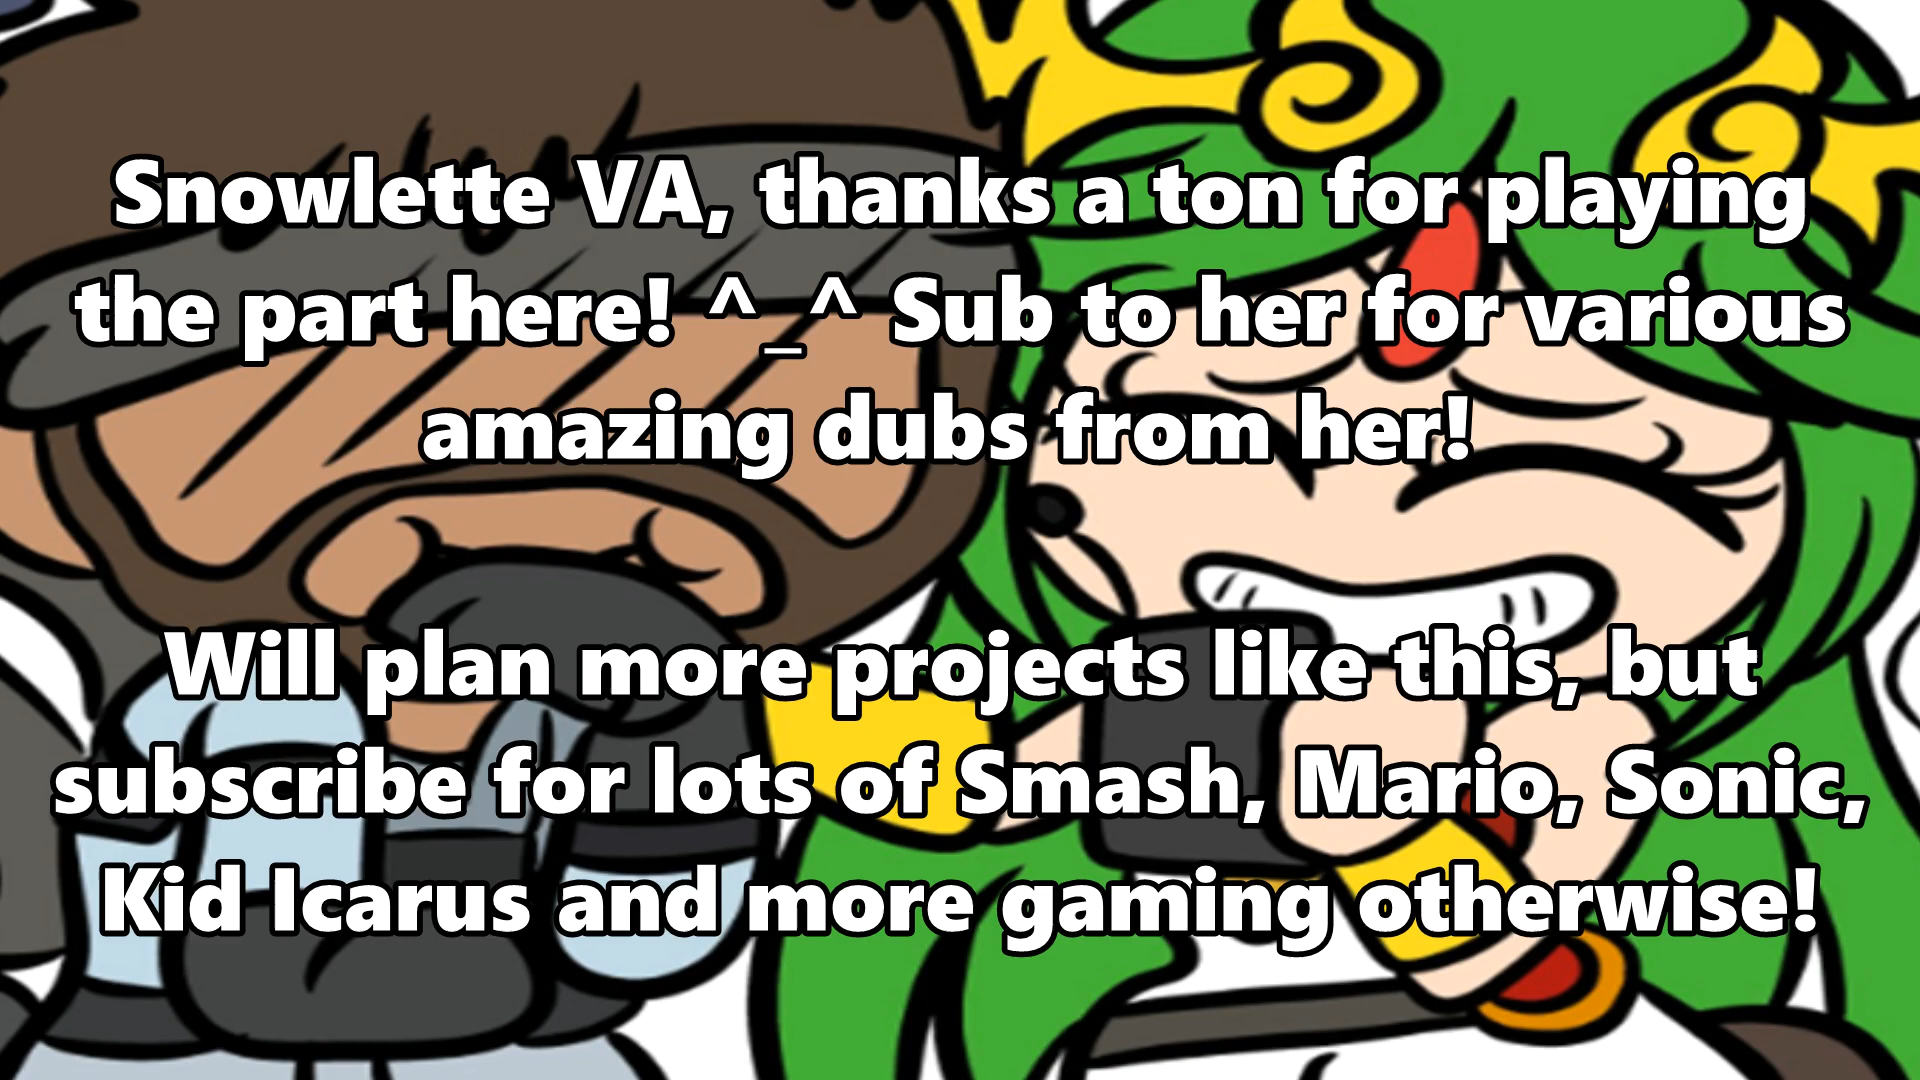 Snowlette VA, thanks a ton for playing
the part here! ^_^ Sub to her for various
amazing dubs from her!
Will plan more projects like this, but
subscribe for lots of Smash, Mario, Sonic,
Kid Icarus and more gaming otherwise!